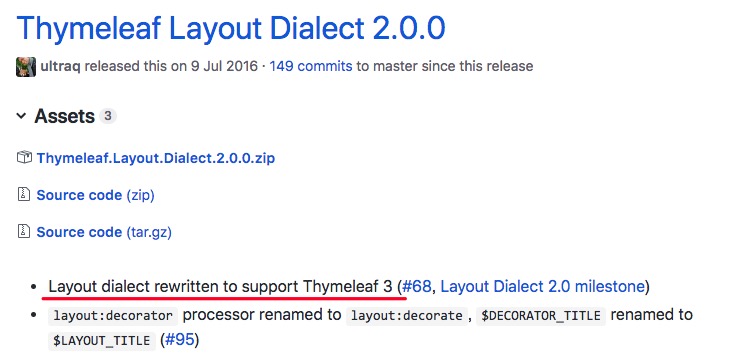 Thymeleaf Layout Dialect 2.0.0
ultraq released this on 9 Jul 2016 · 149 commits to master since this release
Assets 3
Thymeleaf.Layout.Dialect.2.0.0.zip
Source code (zip)
Source code (tar.gz)
• Layout dialect rewritten to support Thymeleaf 3 (#68, Layout Dialect 2.0 milestone)
• layout:decorator processor renamed to layout:decorate , $DECORATOR_TITLE renamed to
$LAYOUT_TITLE (#95)